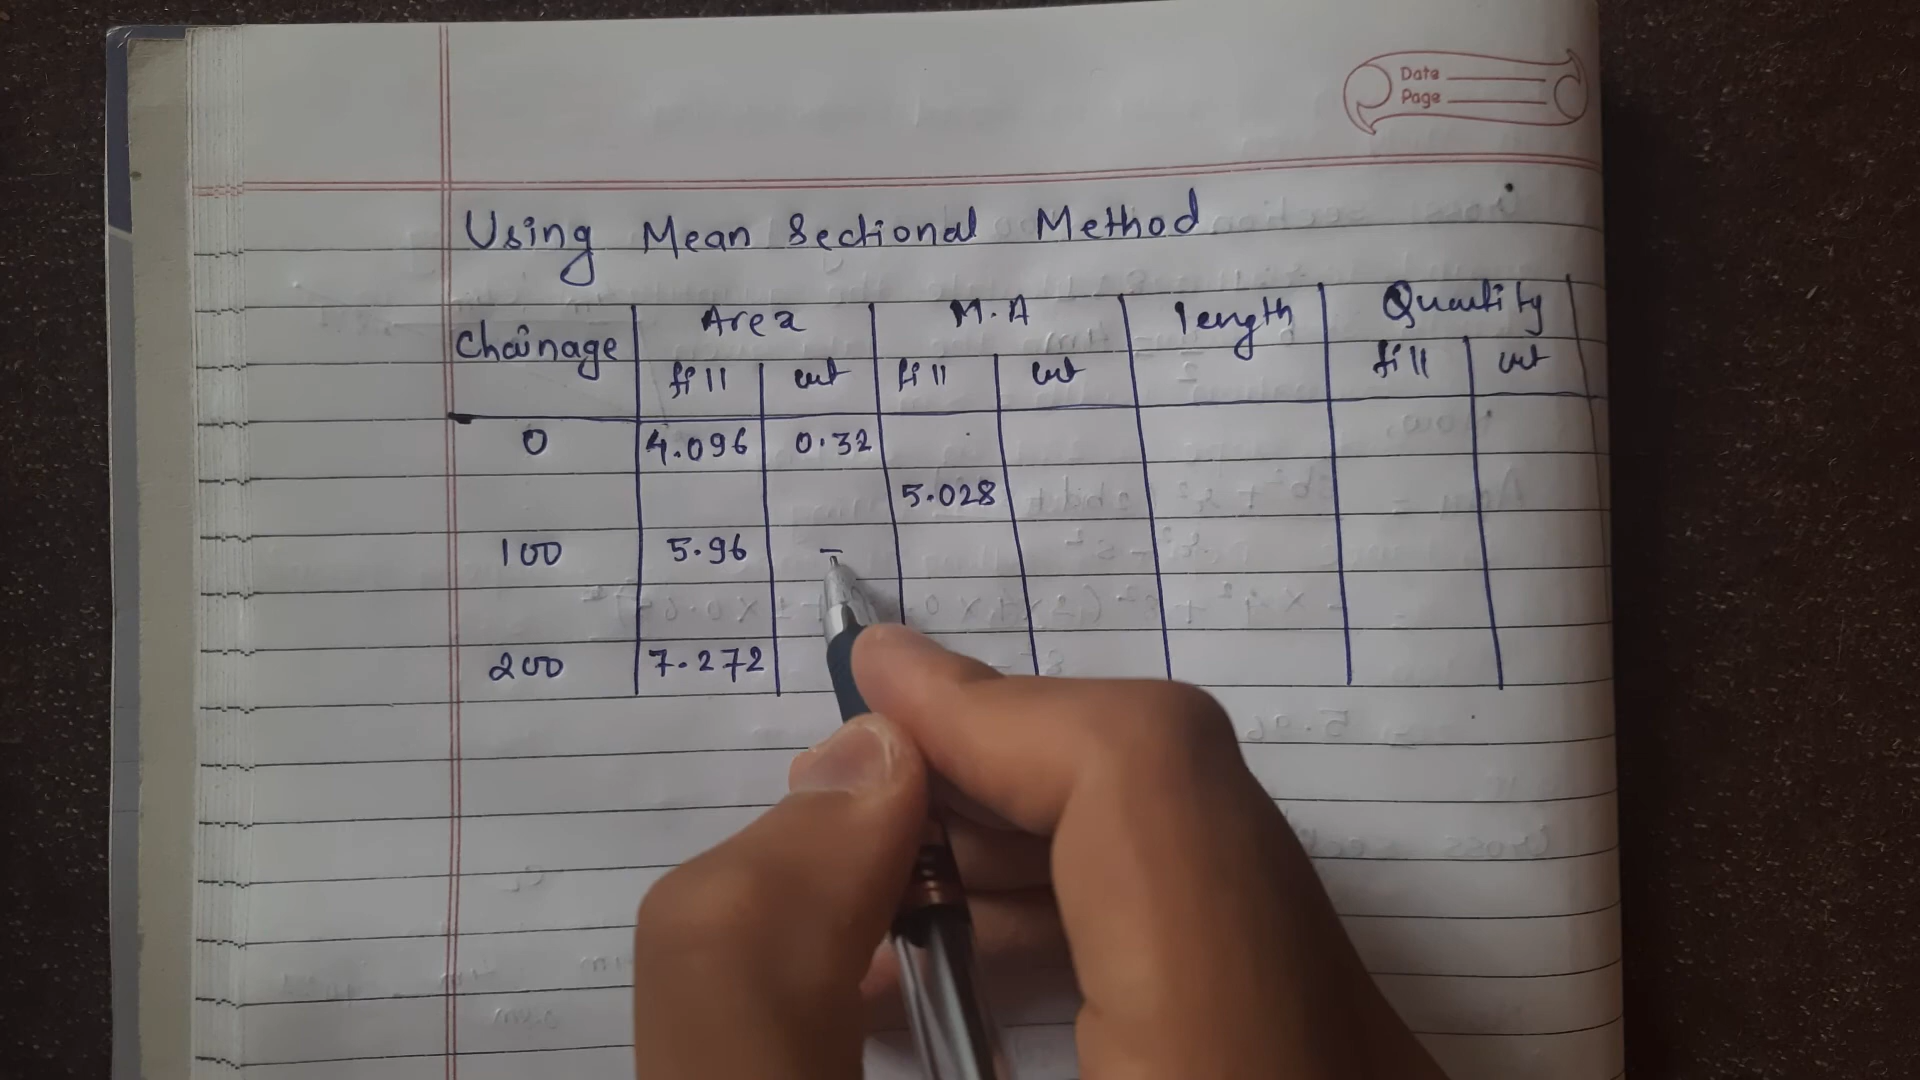 Date
Page
Using Mean Sectional Method
Chainage Area M.A length Quantity
fill cut fill cut fill cut
0 4.096 0.32
5.028
100 5.96 -
200 7.272